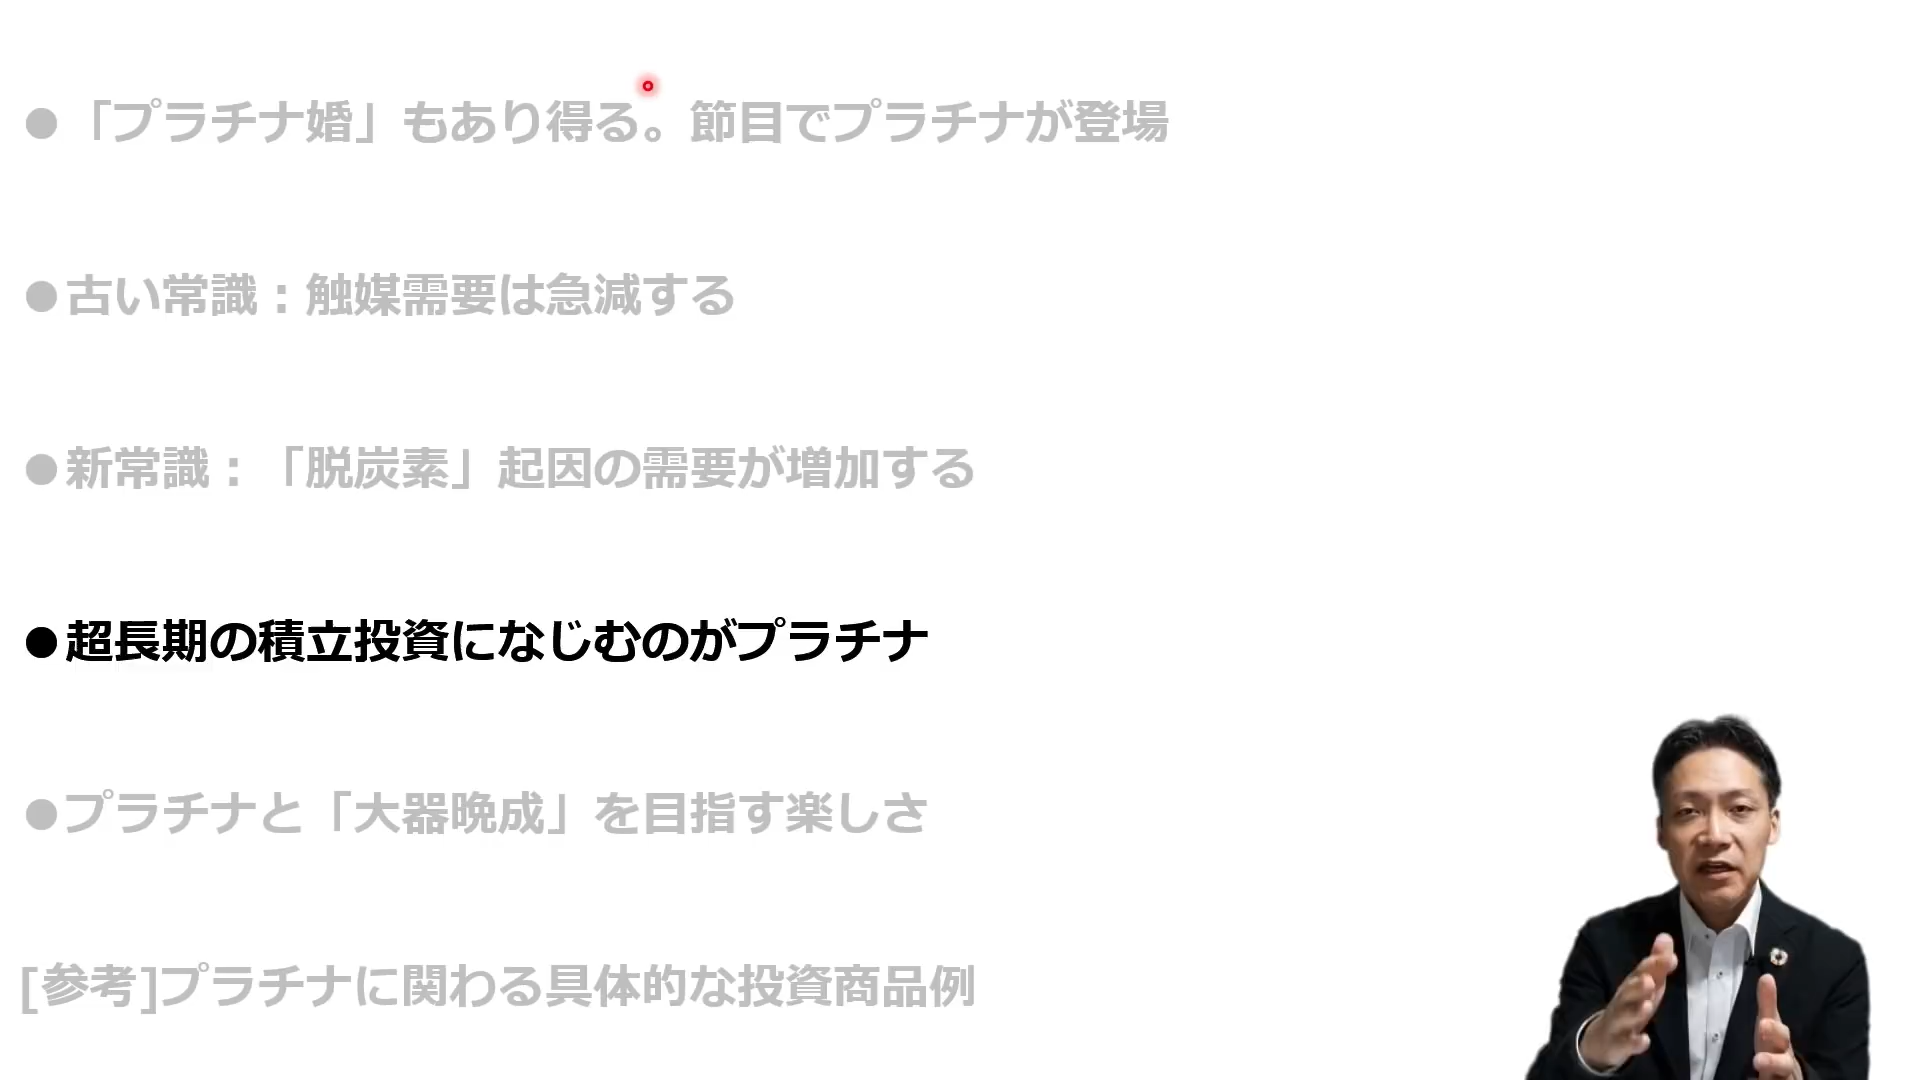 ●「プラチナ婚」もあり得る。節目でプラチナが登場
●古い常識：触媒需要は急減する
●新常識：「脱炭素」起因の需要が増加する
●超長期の積立投資になじむのがプラチナ
●プラチナと「大器晩成」を目指す楽しさ
[参考]プラチナに関わる具体的な投資商品例